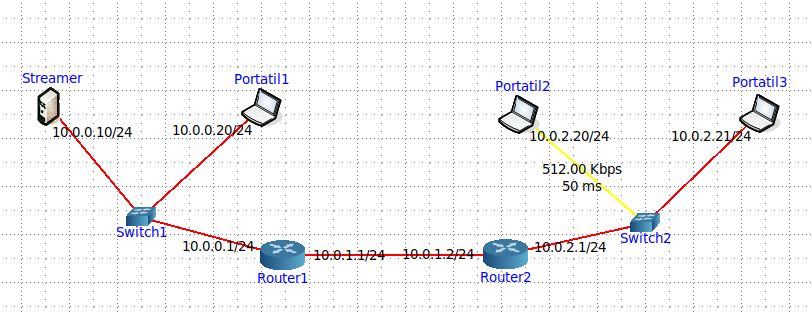 Streamer
Portatil1
Portatil2
Portatil3
10.0.0.10/24
10.0.0.20/24
10.0.2.20/24
10.0.2.21/24
512.00 Kbps
50 ms
Switch1
Switch2
10.0.0.1/24
10.0.1.1/24
10.0.1.2/24
10.0.2.1/24
Router1
Router2